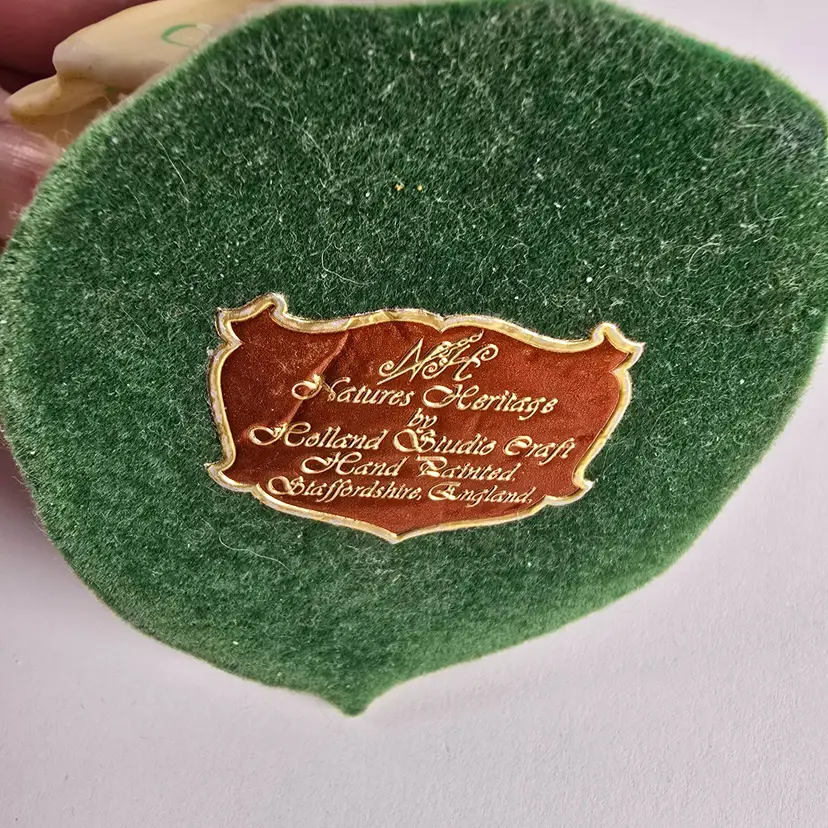 NH
Natures Heritage
by
Holland Studio Craft
Hand Painted.
Staffordshire, England,